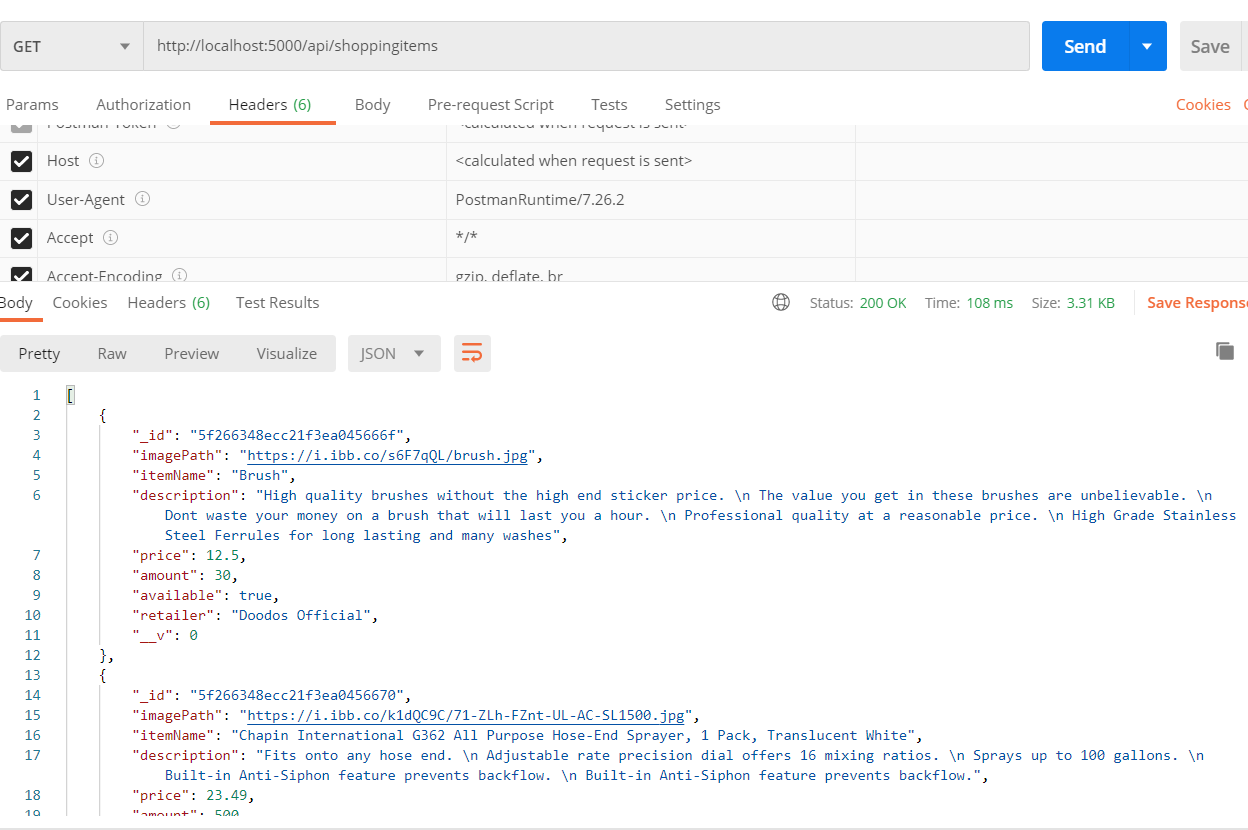 GET http://localhost:5000/api/shoppingitems Send Save
Params Authorization Headers (6) Body Pre-request Script Tests Settings Cookies
Postman-Token <calculated when request is sent>
Host <calculated when request is sent>
User-Agent PostmanRuntime/7.26.2
Accept */*
Accept-Encoding gzip, deflate, br
Body Cookies Headers (6) Test Results Status: 200 OK Time: 108 ms Size: 3.31 KB Save Response
Pretty Raw Preview Visualize JSON
1 [
2 {
3 "_id": "5f266348ecc21f3ea045666f",
4 "imagePath": "https://i.ibb.co/s6F7qQL/brush.jpg",
5 "itemName": "Brush",
6 "description": "High quality brushes without the high end sticker price. \n The value you get in these brushes are unbelievable. \n
Dont waste your money on a brush that will last you a hour. \n Professional quality at a reasonable price. \n High Grade Stainless
Steel Ferrules for long lasting and many washes",
7 "price": 12.5,
8 "amount": 30,
9 "available": true,
10 "retailer": "Doodos Official",
11 "__v": 0
12 },
13 {
14 "_id": "5f266348ecc21f3ea0456670",
15 "imagePath": "https://i.ibb.co/k1dQC9C/71-ZLh-FZnt-UL-AC-SL1500.jpg",
16 "itemName": "Chapin International G362 All Purpose Hose-End Sprayer, 1 Pack, Translucent White",
17 "description": "Fits onto any hose end. \n Adjustable rate precision dial offers 16 mixing ratios. \n Sprays up to 100 gallons. \n
Built-in Anti-Siphon feature prevents backflow. \n Built-in Anti-Siphon feature prevents backflow.",
18 "price": 23.49,
19 "amount": 500